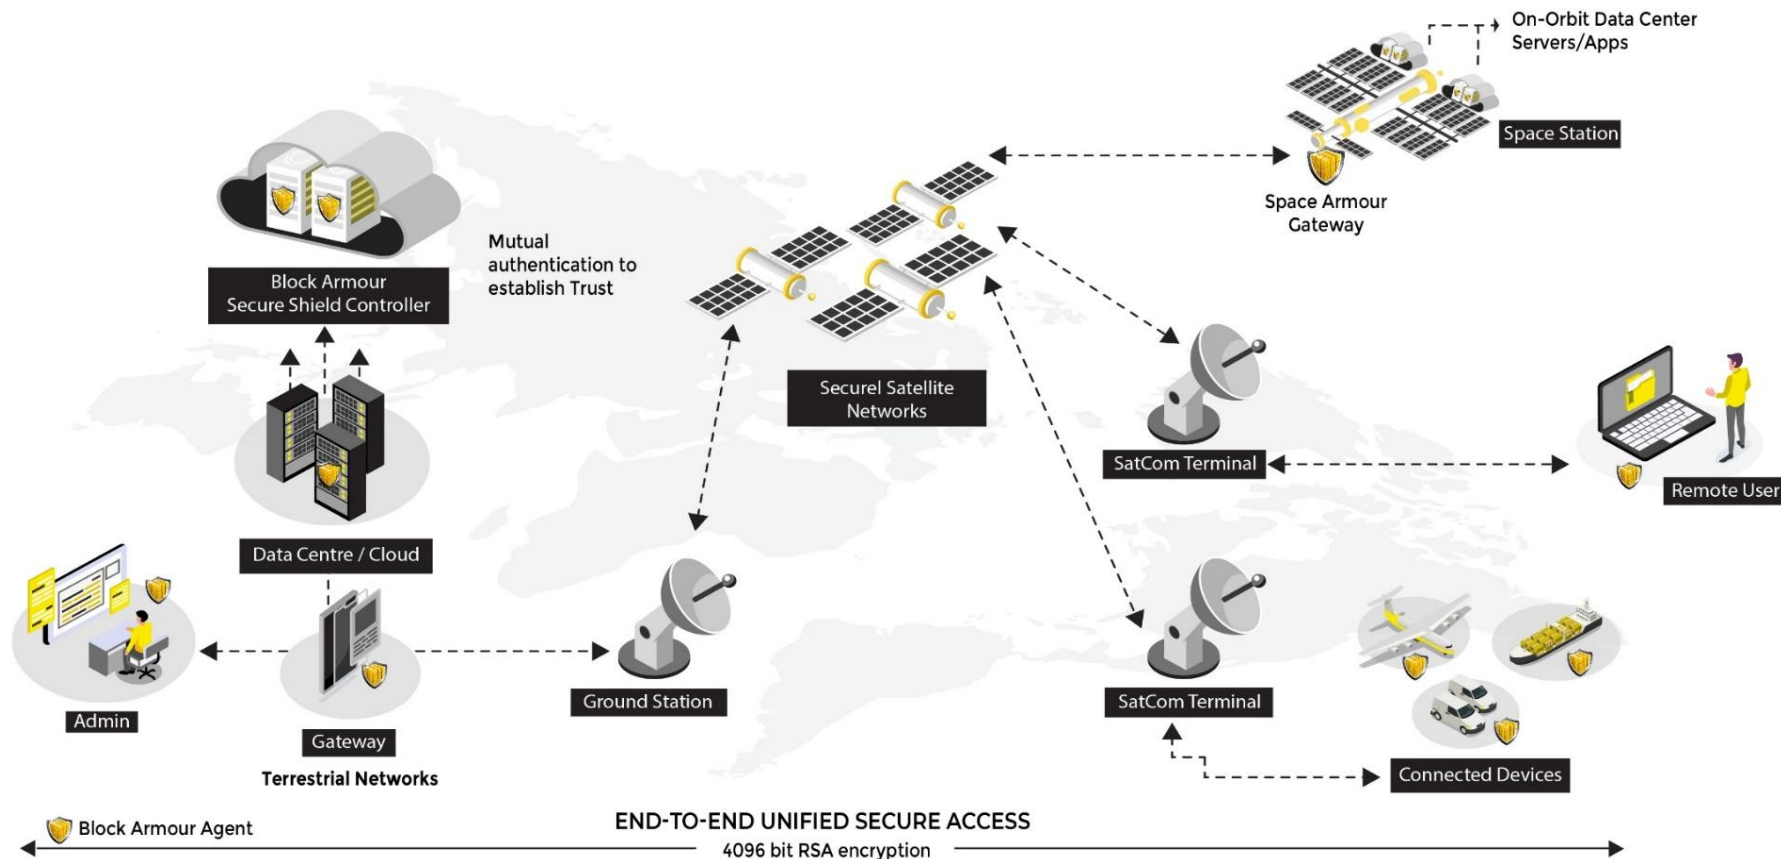 On-Orbit Data Center
Servers/Apps
Space Station
Space Armour
Gateway
Mutual
authentication to
establish Trust
Block Armour
Secure Shield Controller
Securel Satellite
Networks
SatCom Terminal
Remote User
Data Centre / Cloud
Admin
Gateway
Terrestrial Networks
Ground Station
SatCom Terminal
Connected Devices
Block Armour Agent
END-TO-END UNIFIED SECURE ACCESS
4096 bit RSA encryption